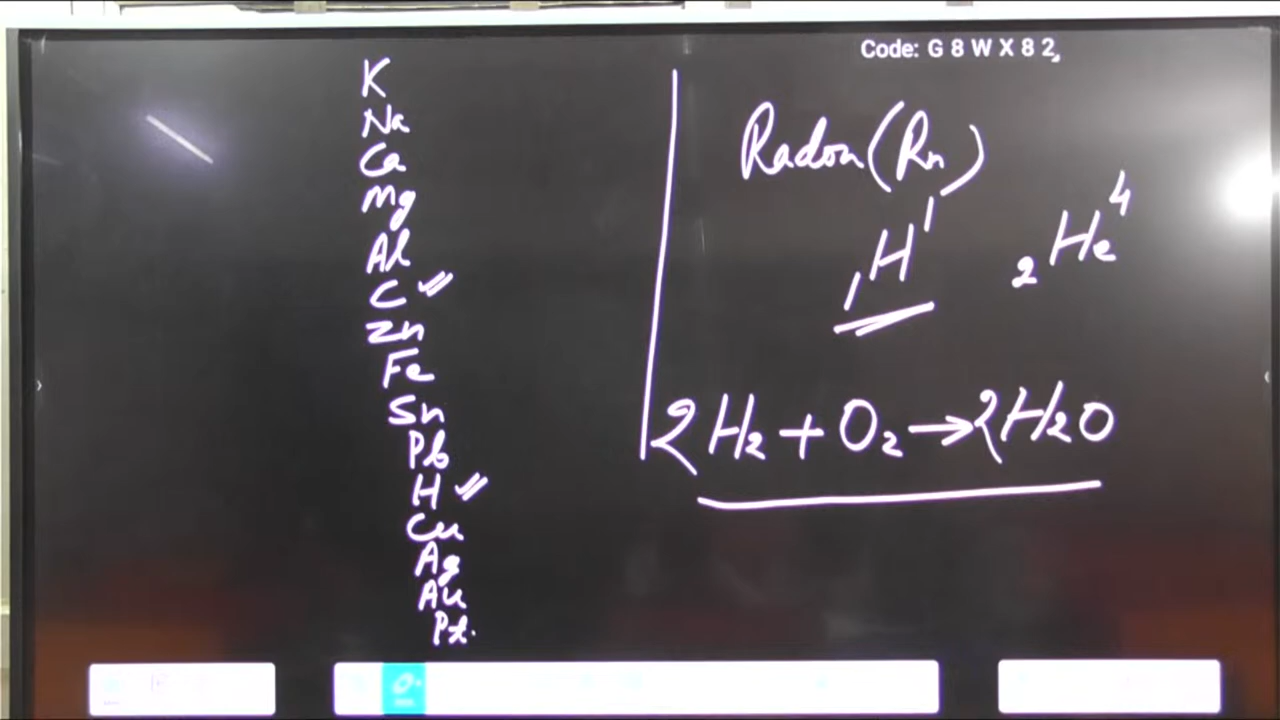 Code: G 8 W X 8 2,
K
Na
Ca
Mg
Al
C
Zn
Fe
Sn
Pb
H
Cu
Ag
Au
Pt.
Radon (Rn)
₁H¹ ₂He⁴
2H₂ + O₂ → 2H₂O